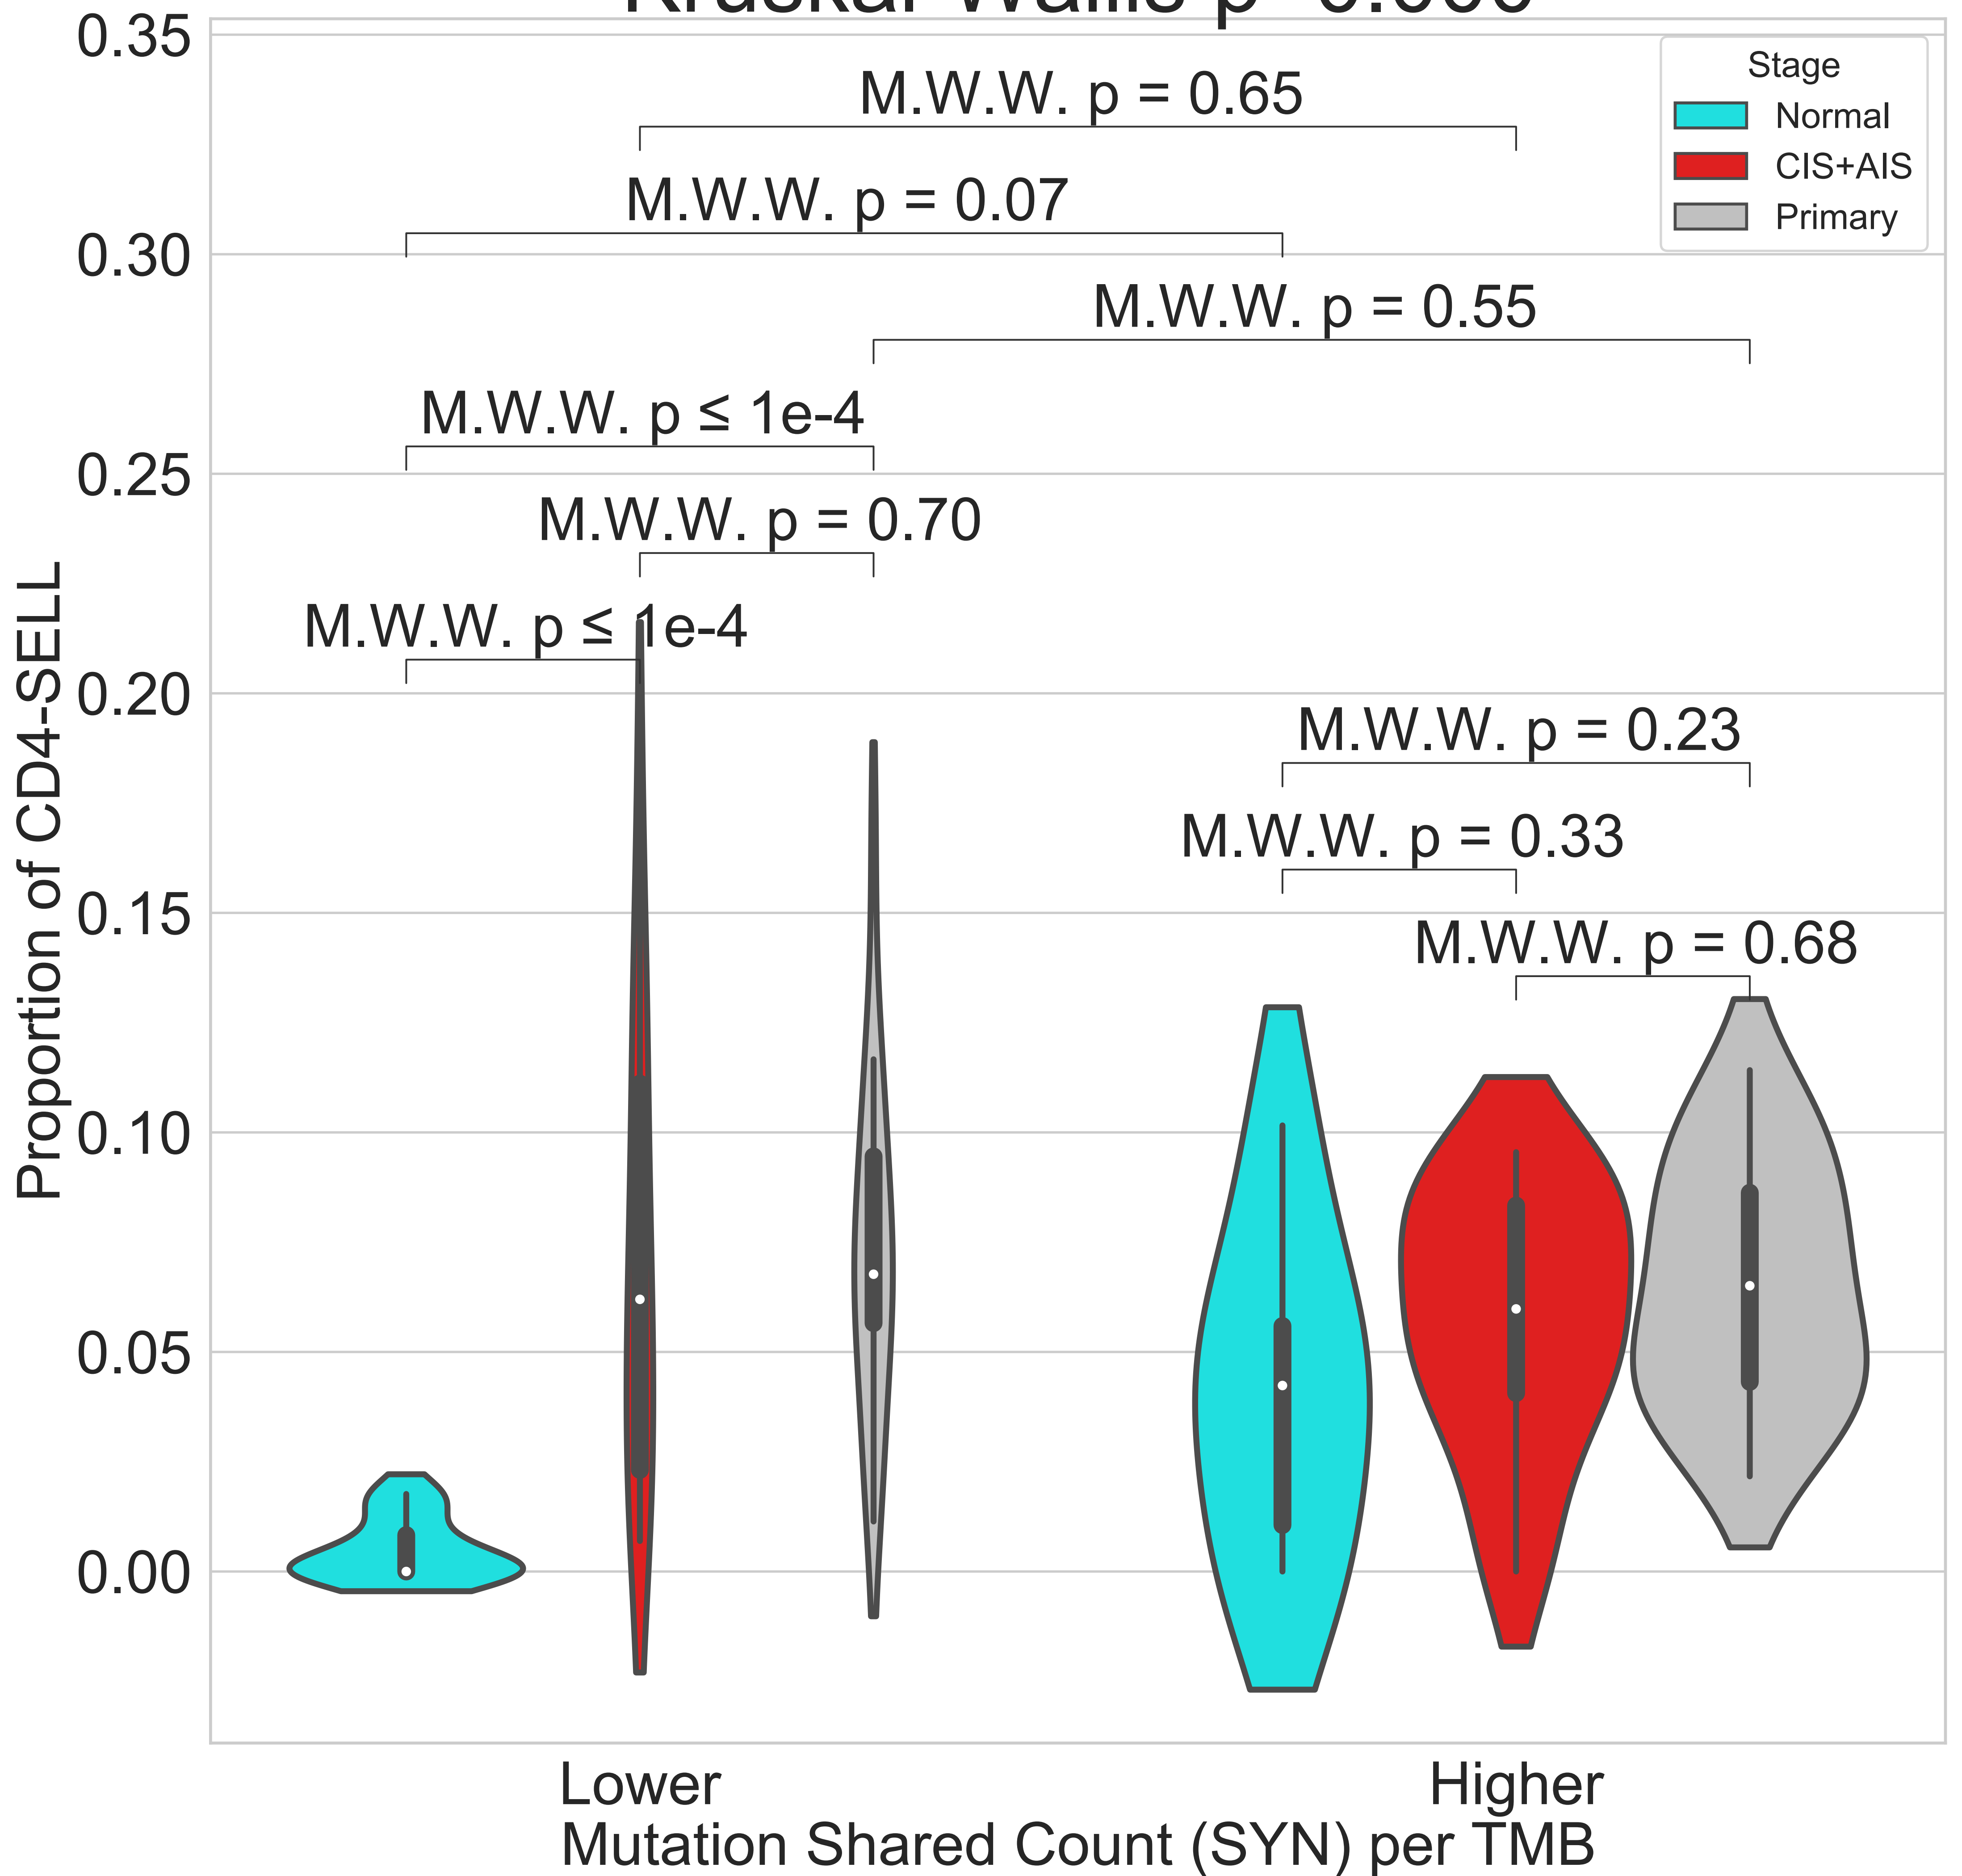 0.35
0.30
0.25
0.20
0.15
0.10
0.05
0.00
Proportion of CD4-SELL
Stage
Normal
CIS+AIS
Primary
M.W.W. p = 0.65
M.W.W. p = 0.07
M.W.W. p = 0.55
M.W.W. p ≤ 1e-4
M.W.W. p = 0.70
M.W.W. p ≤ 1e-4
M.W.W. p = 0.23
M.W.W. p = 0.33
M.W.W. p = 0.68
Lower
Higher
Mutation Shared Count (SYN) per TMB